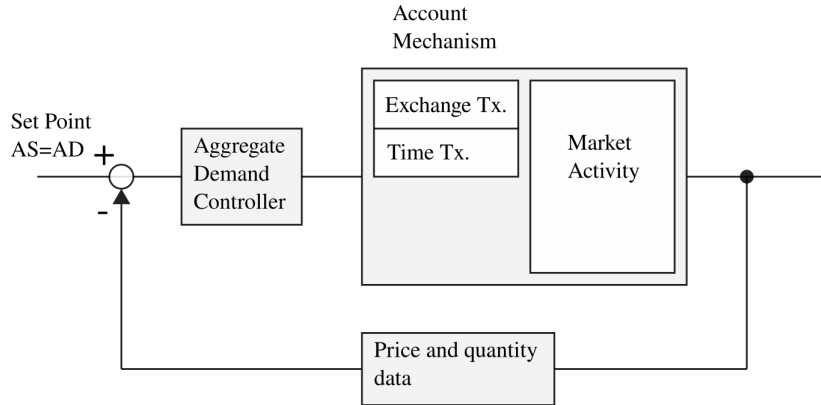 Account
Mechanism
Set Point
AS=AD
+
-
Aggregate
Demand
Controller
Exchange Tx.
Time Tx.
Market
Activity
Price and quantity
data